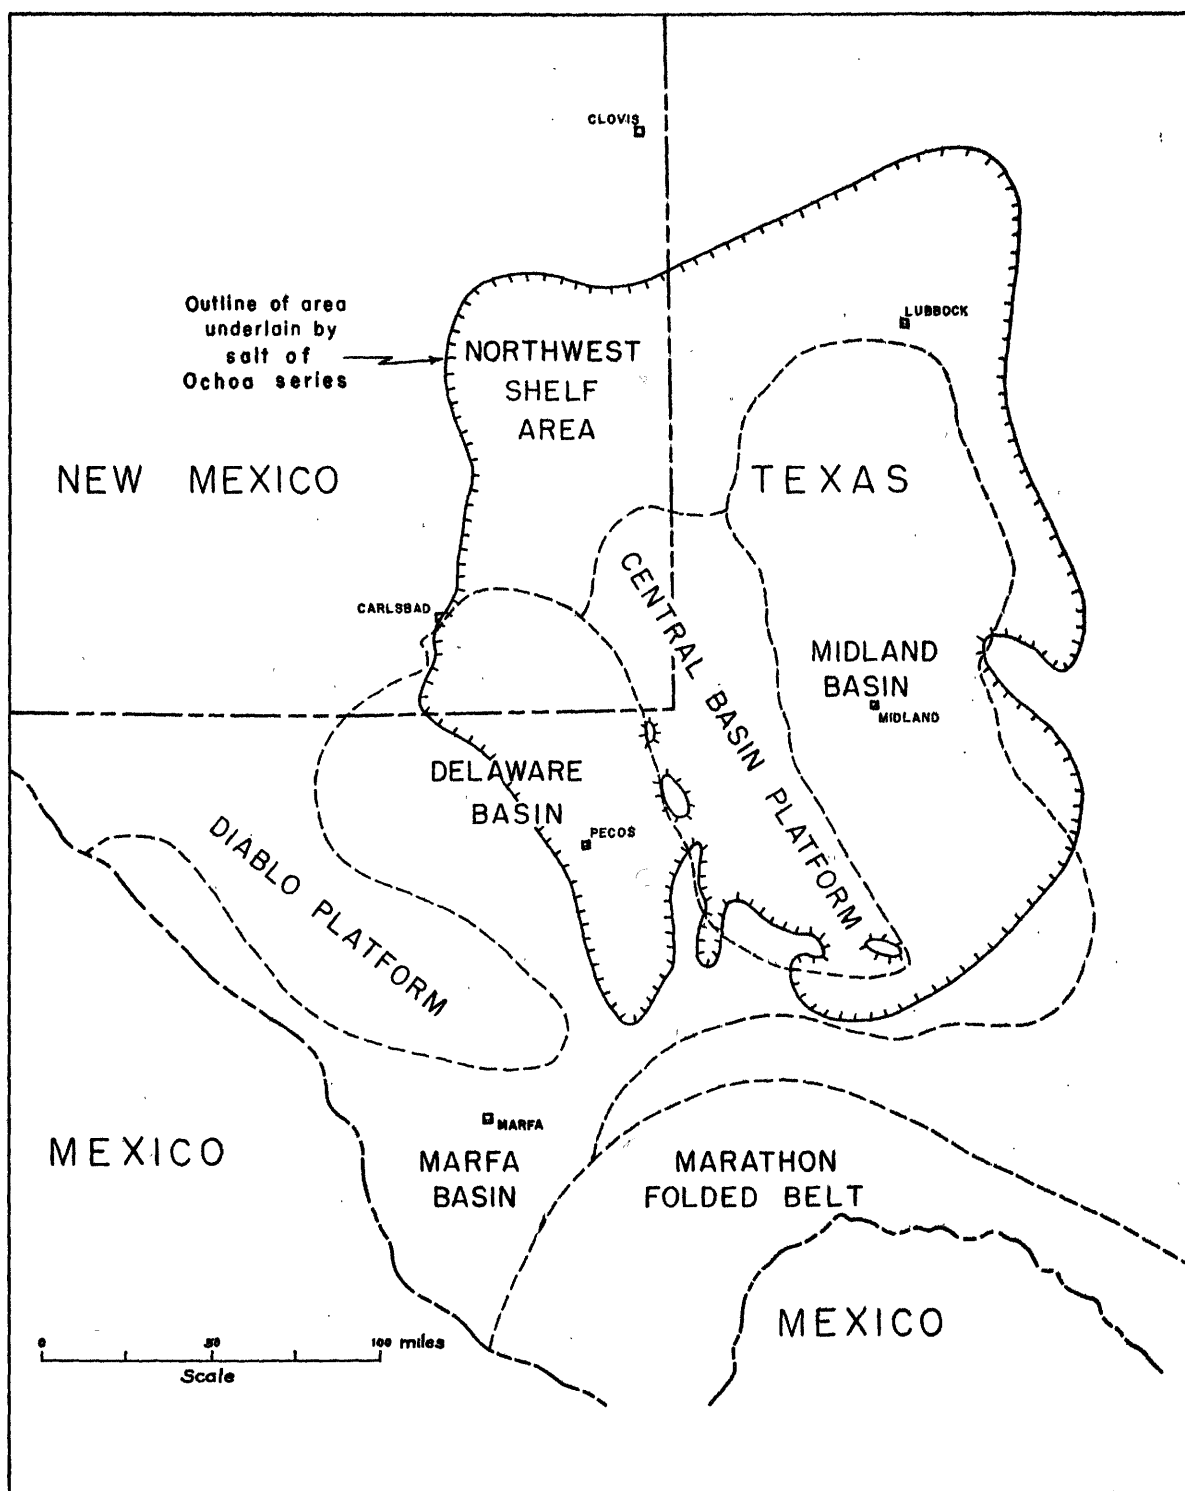 CLOVIS
Outline of area
underlain by
salt of
Ochoa series
LUBBOCK
NORTHWEST
SHELF
AREA
NEW MEXICO
TEXAS
CENTRAL BASIN PLATFORM
CARLSBAD
MIDLAND
BASIN
MIDLAND
DELAWARE
BASIN
PECOS
DIABLO PLATFORM
MARFA
MEXICO
MARFA
BASIN
MARATHON
FOLDED BELT
MEXICO
0 50 100 miles
Scale